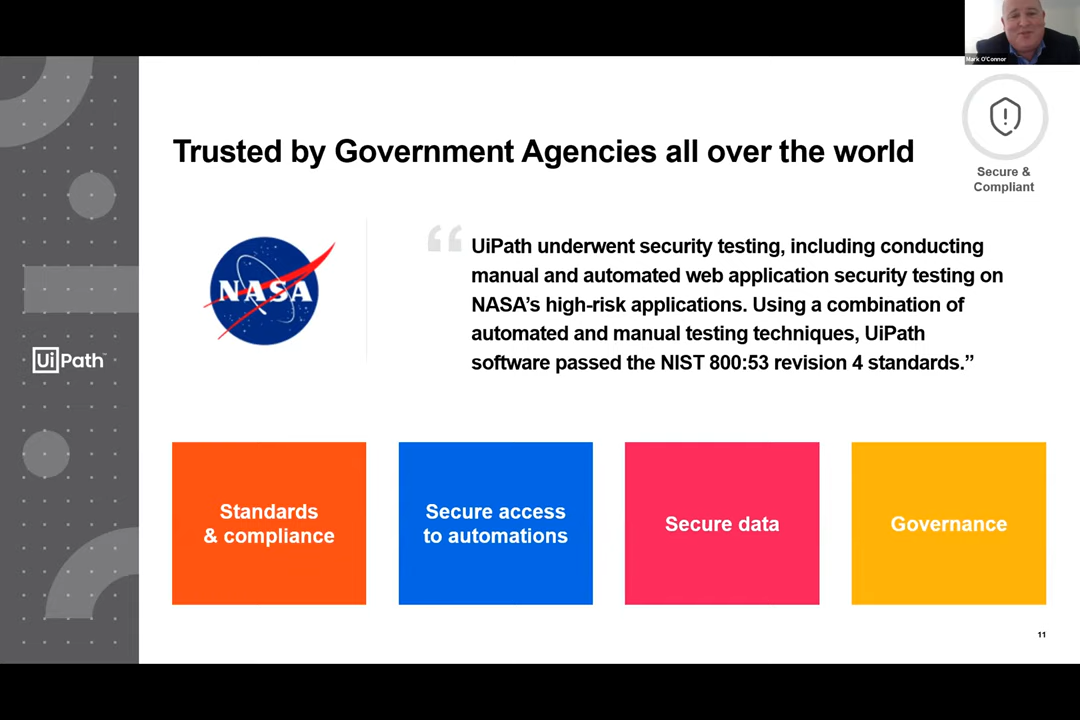 Mark O'Connor
Trusted by Government Agencies all over the world
Secure &
Compliant
NASA
“
UiPath underwent security testing, including conducting
manual and automated web application security testing on
NASA’s high-risk applications. Using a combination of
automated and manual testing techniques, UiPath
software passed the NIST 800:53 revision 4 standards.”
UiPath™
Standards
& compliance
Secure access
to automations
Secure data
Governance
11